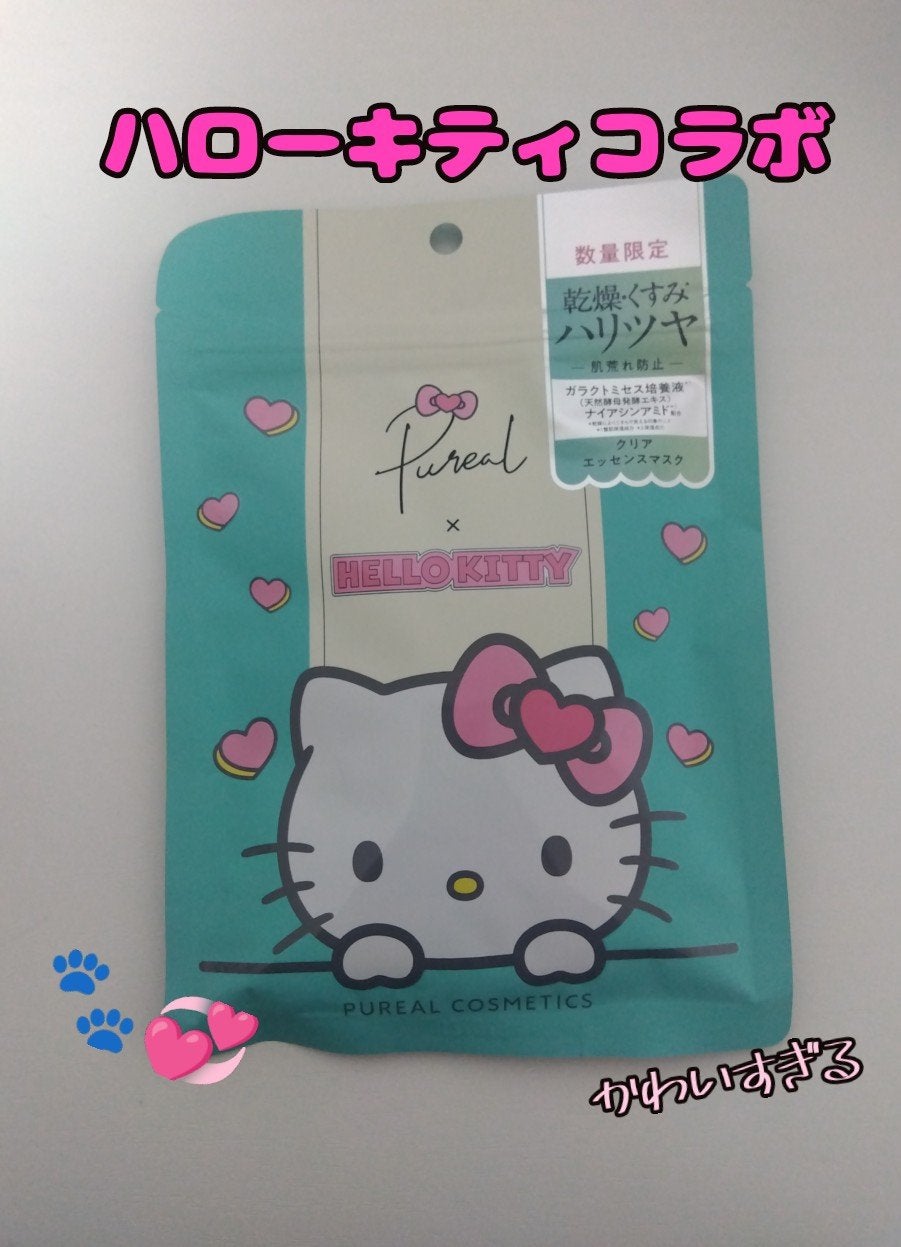 ハローキティコラボ
数量限定
乾燥・くすみ
ハリツヤ
肌荒れ防止
ガラクトミセス培養液
(天然酵母発酵エキス)
ナイアシンアミド
配合
クリア
エッセンスマスク
Pureal
×
HELLO KITTY
PUREAL COSMETICS
かわいすぎる